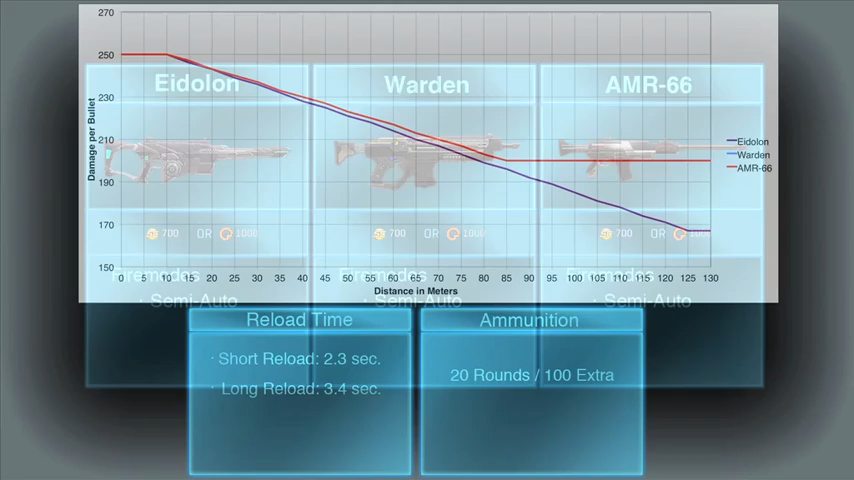 270
250
230
210
190
170
150
Damage per Bullet
0 5 10 15 20 25 30 35 40 45 50 55 60 65 70 75 80 85 90 95 100 105 110 115 120 125 130
Distance in Meters
Eidolon
Warden
AMR-66
Eidolon
Warden
AMR-66
700 OR 1000
700 OR 1000
700 OR
Firemodes
· Semi-Auto
Firemodes
· Semi-Auto
Firemodes
· Semi-Auto
Reload Time
· Short Reload: 2.3 sec.
· Long Reload: 3.4 sec.
Ammunition
20 Rounds / 100 Extra